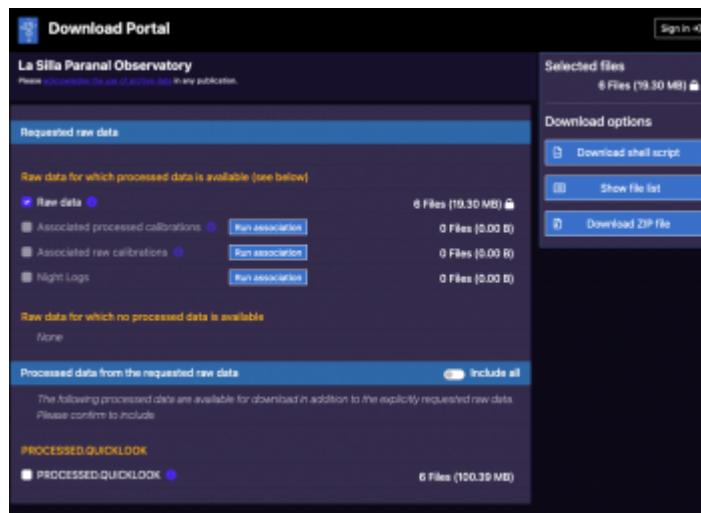 Download Portal
Sign in
La Silla Paranal Observatory
Please acknowledge the use of archive data in any publication.
Selected files
6 Files (19.30 MB)
Download options
Download shell script
Show file list
Download ZIP file
Requested raw data
Raw data for which processed data is available (see below)
Raw data 6 Files (19.30 MB)
Associated processed calibrations Run association 0 Files (0.00 B)
Associated raw calibrations Run association 0 Files (0.00 B)
Night Logs Run association 0 Files (0.00 B)
Raw data for which no processed data is available
None
Processed data from the requested raw data Include all
The following processed data are available for download in addition to the explicitly requested raw data.
Please confirm to include.
PROCESSED.QUICKLOOK
PROCESSED.QUICKLOOK 6 Files (100.39 MB)